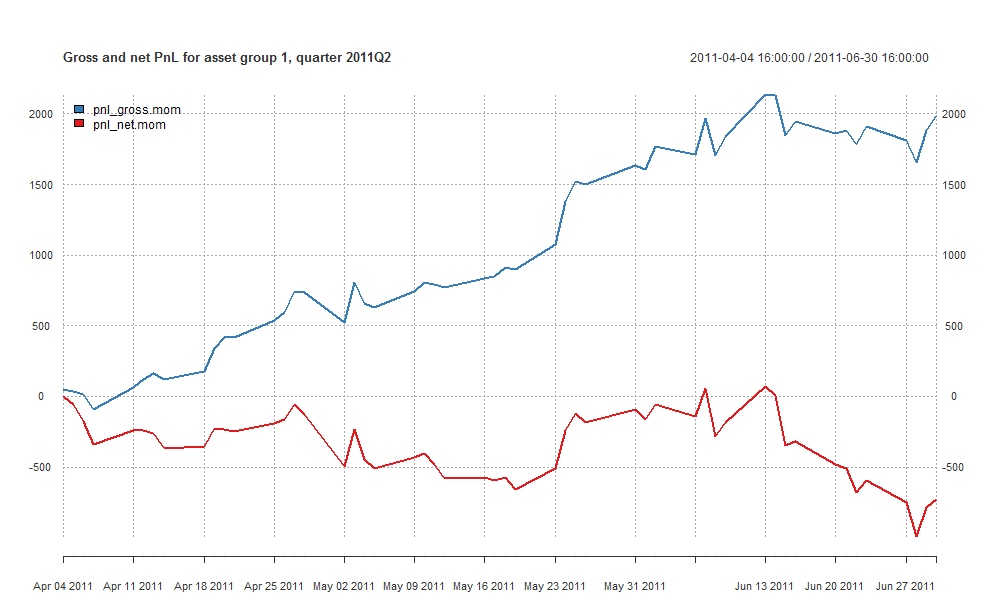 Gross and net PnL for asset group 1, quarter 2011Q2
2011-04-04 16:00:00 / 2011-06-30 16:00:00
pnl_gross.mom
pnl_net.mom
2000 2000
1500 1500
1000 1000
500 500
0 0
-500 -500
Apr 04 2011 Apr 11 2011 Apr 18 2011 Apr 25 2011 May 02 2011 May 09 2011 May 16 2011 May 23 2011 May 31 2011 Jun 13 2011 Jun 20 2011 Jun 27 2011